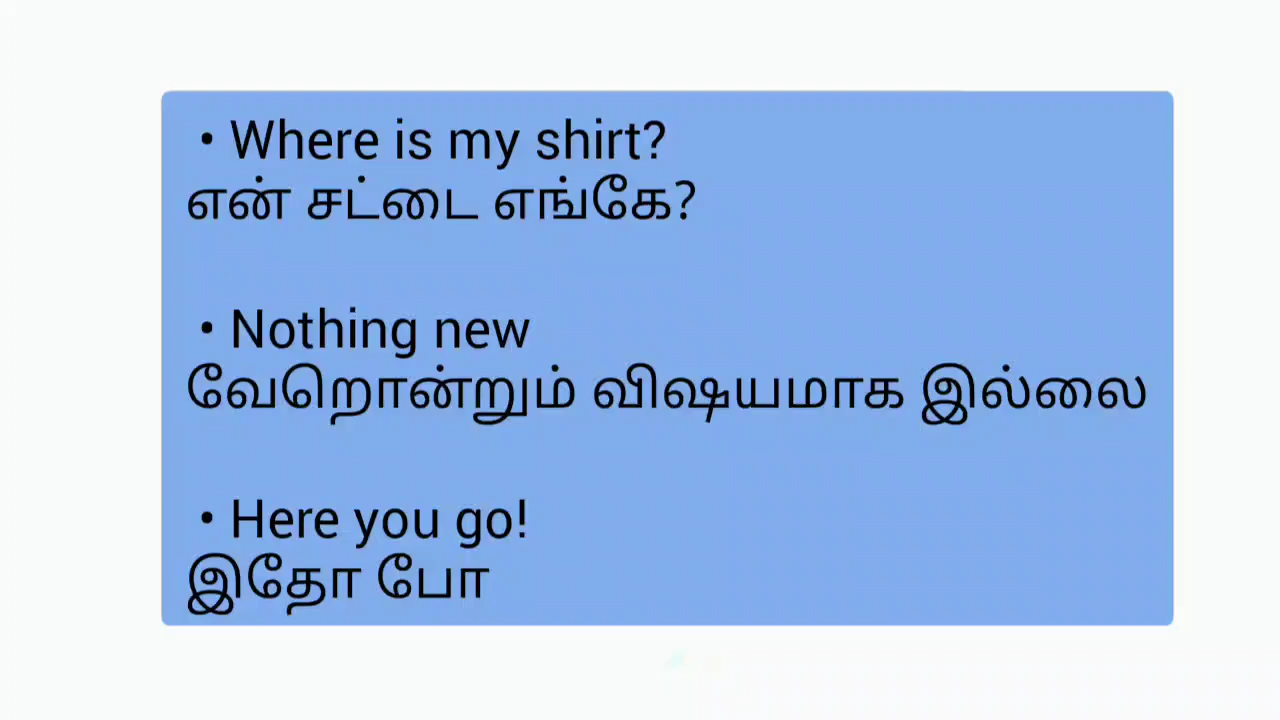 • Where is my shirt?
என் சட்டை எங்கே?
• Nothing new
வேறொன்றும் விஷயமாக இல்லை
• Here you go!
இதோ போ